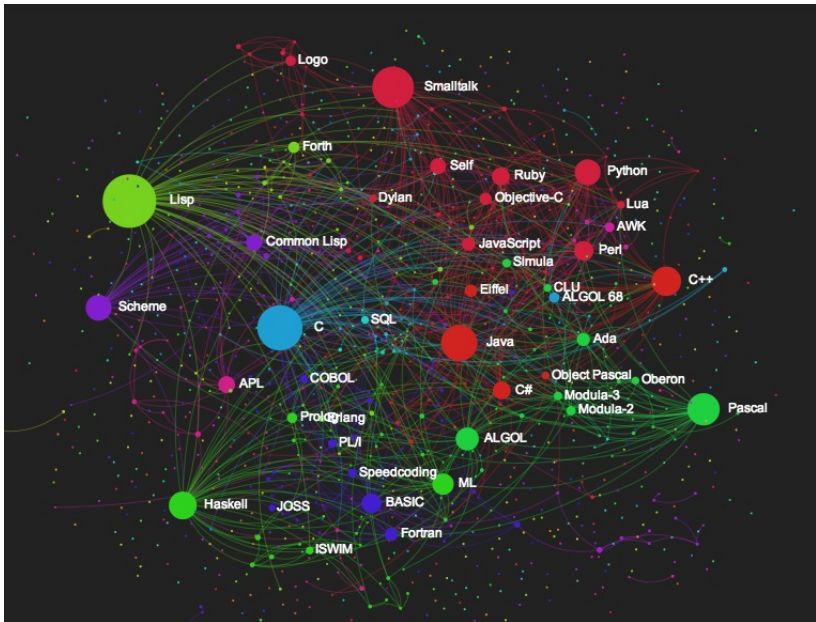 Logo
Smalltalk
Forth
Self
Ruby
Python
Lisp
Dylan
Objective-C
Lua
AWK
Common Lisp
JavaScript
Perl
Simula
C++
Scheme
Eiffel
CLU
ALGOL 68
C
SQL
Java
Ada
APL
COBOL
Object Pascal
Oberon
C#
Modula-3
Modula-2
Pascal
Prolog
Erlang
ALGOL
PL/I
Speedcoding
ML
Haskell
JOSS
BASIC
Fortran
ISWIM